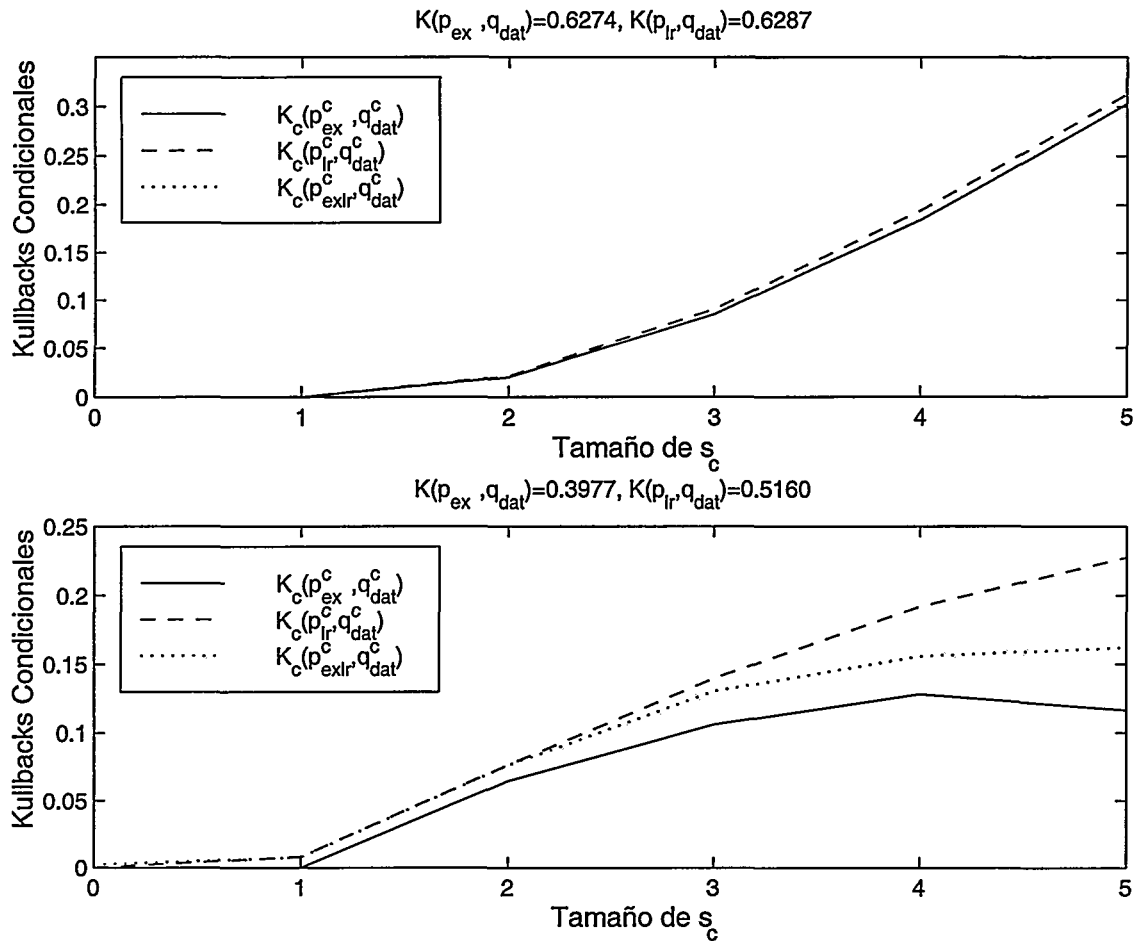 K(p_ex ,q_dat)=0.6274, K(p_lr,q_dat)=0.6287
Kullbacks Condicionales
0.3
0.25
0.2
0.15
0.1
0.05
0
K_c(p^c_ex ,q^c_dat)
K_c(p^c_lr,q^c_dat)
K_c(p^c_exlr,q^c_dat)
0 1 2 3 4 5
Tamaño de s_c
K(p_ex ,q_dat)=0.3977, K(p_lr,q_dat)=0.5160
Kullbacks Condicionales
0.25
0.2
0.15
0.1
0.05
0
K_c(p^c_ex ,q^c_dat)
K_c(p^c_lr,q^c_dat)
K_c(p^c_exlr,q^c_dat)
0 1 2 3 4 5
Tamaño de s_c